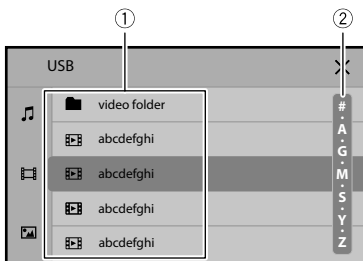 ① ②
USB
video folder
abcdefghi
abcdefghi
abcdefghi
abcdefghi
#
·
A
·
G
·
M
·
S
·
Y
·
Z